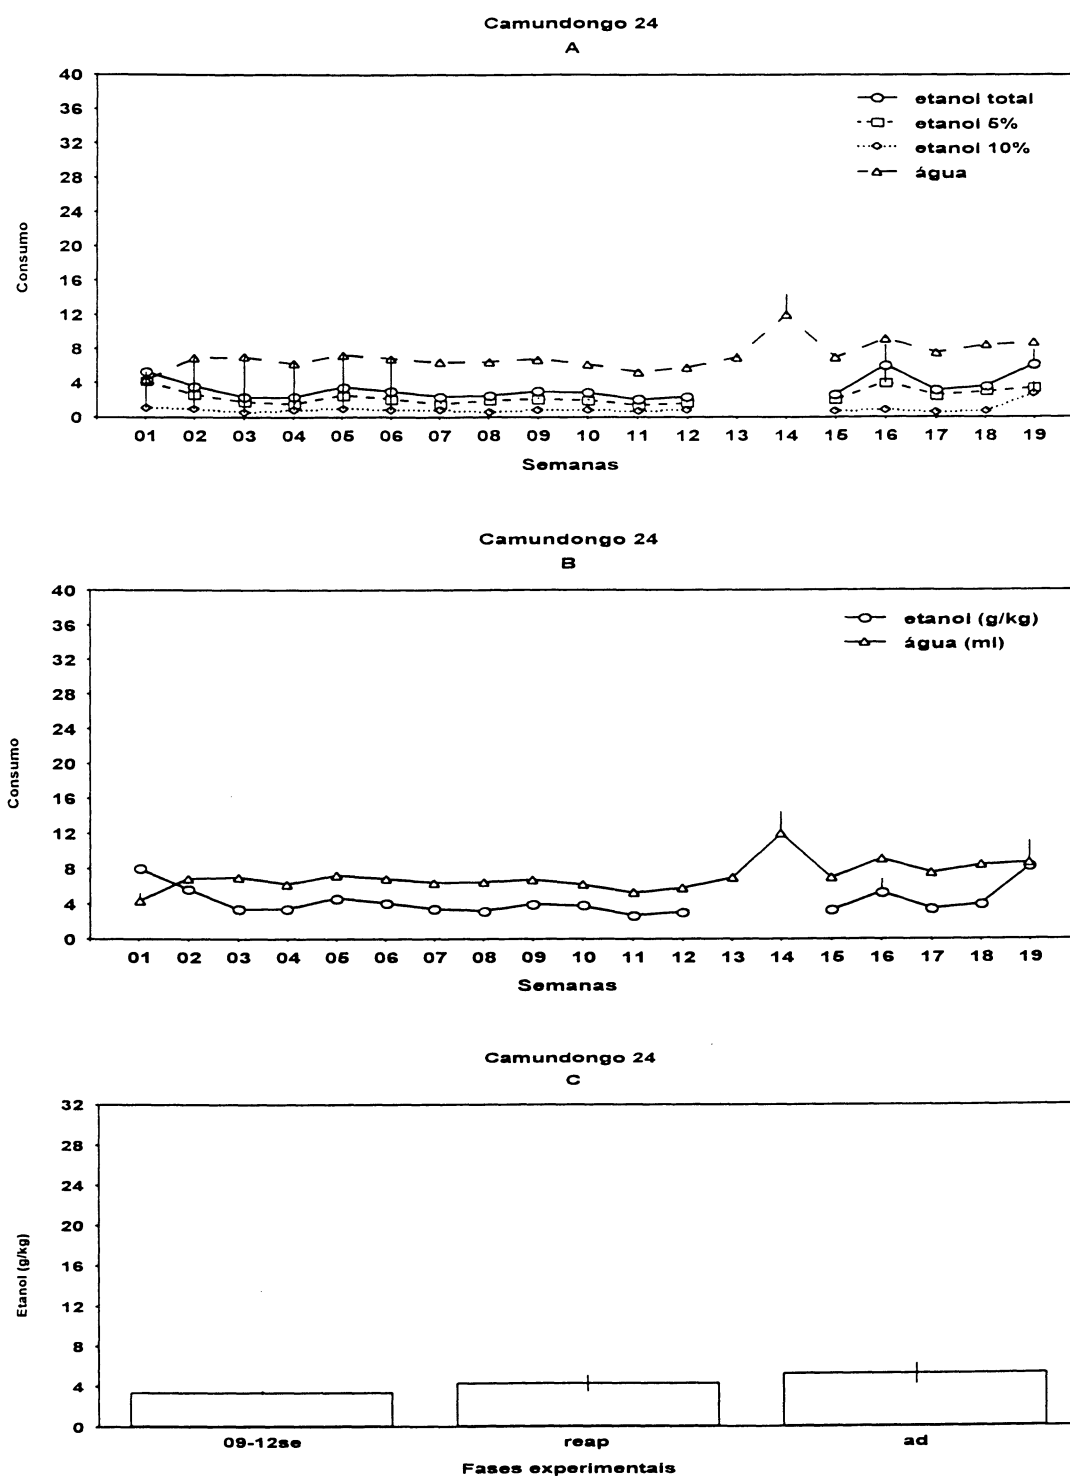 Camundongo 24
A
40
36
32
28
24
20
16
12
8
4
0
Consumo
etanol total
etanol 5%
etanol 10%
água
01 02 03 04 05 06 07 08 09 10 11 12 13 14 15 16 17 18 19
Semanas
Camundongo 24
B
40
36
32
28
24
20
16
12
8
4
0
Consumo
etanol (g/kg)
água (ml)
01 02 03 04 05 06 07 08 09 10 11 12 13 14 15 16 17 18 19
Semanas
Camundongo 24
C
32
28
24
20
16
12
8
4
0
Etanol (g/kg)
09-12se reap ad
Fases experimentais